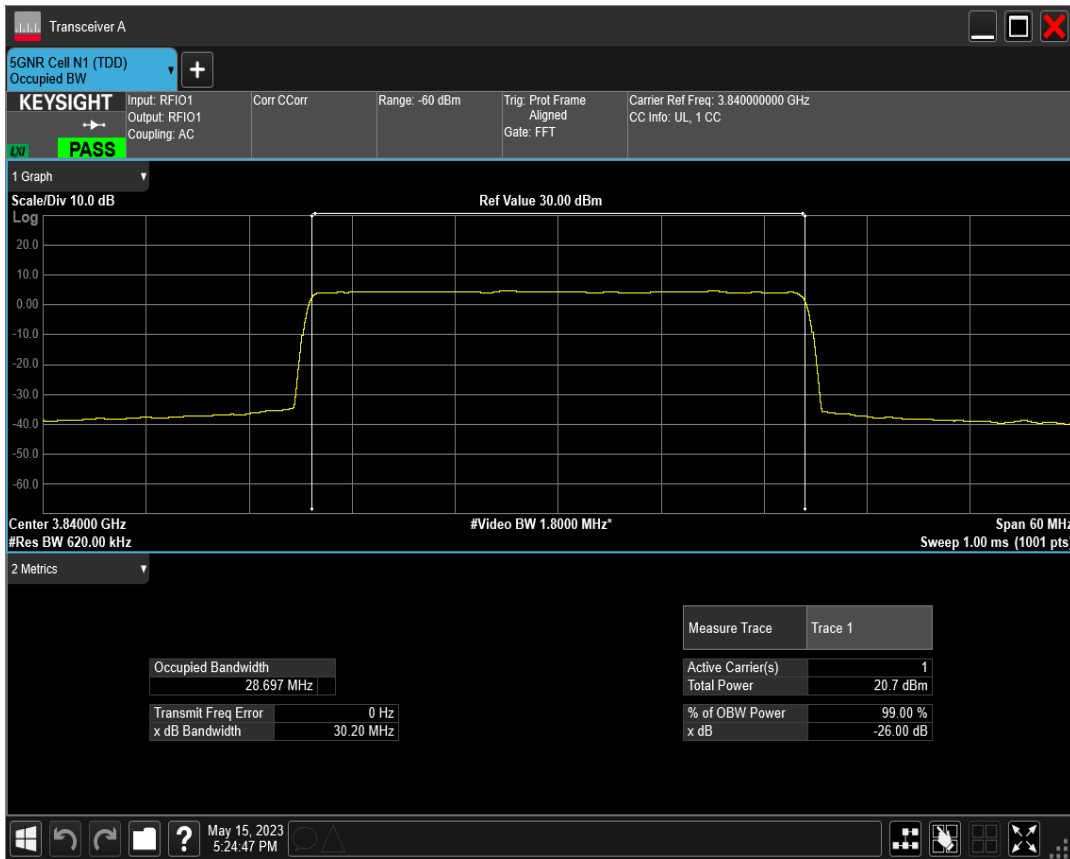 Transceiver A
5GNR Cell N1 (TDD)
Occupied BW
+
KEYSIGHT
LXI
PASS
Input: RFIO1
Output: RFIO1
Coupling: AC
Corr CCorr
Range: -60 dBm
Trig: Prot Frame
Aligned
Gate: FFT
Carrier Ref Freq: 3.840000000 GHz
CC Info: UL, 1 CC
1 Graph
Scale/Div 10.0 dB
Ref Value 30.00 dBm
Log
20.0
10.0
0.00
-10.0
-20.0
-30.0
-40.0
-50.0
-60.0
Center 3.84000 GHz
#Video BW 1.8000 MHz*
Span 60 MHz
#Res BW 620.00 kHz
Sweep 1.00 ms (1001 pts)
2 Metrics
Measure Trace Trace 1
Occupied Bandwidth
28.697 MHz
Active Carrier(s) 1
Total Power 20.7 dBm
Transmit Freq Error 0 Hz
x dB Bandwidth 30.20 MHz
% of OBW Power 99.00 %
x dB -26.00 dB
?
May 15, 2023
5:24:47 PM